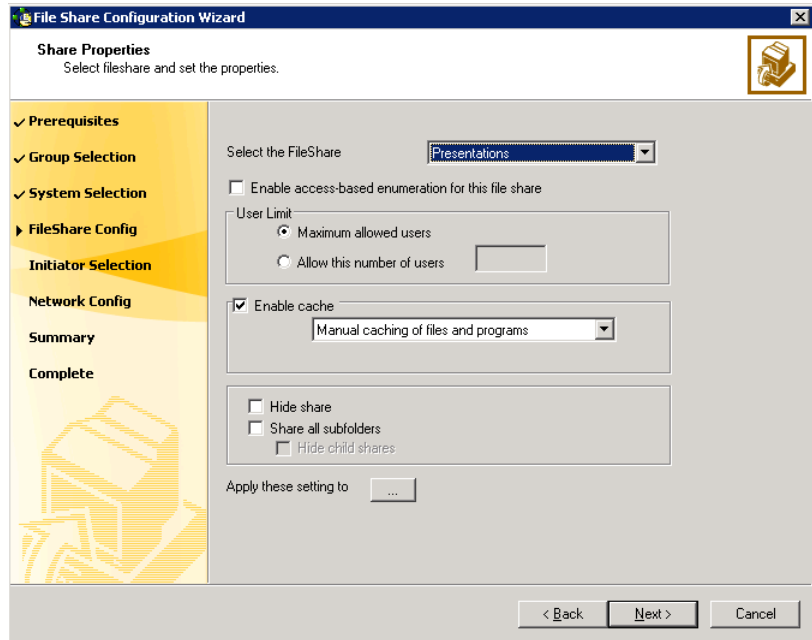 File Share Configuration Wizard
Share Properties
Select fileshare and set the properties.
Prerequisites
Group Selection
System Selection
FileShare Config
Initiator Selection
Network Config
Summary
Complete
Select the FileShare Presentations
Enable access-based enumeration for this file share
User Limit
Maximum allowed users
Allow this number of users
Enable cache
Manual caching of files and programs
Hide share
Share all subfolders
Hide child shares
Apply these setting to ...
< Back Next > Cancel